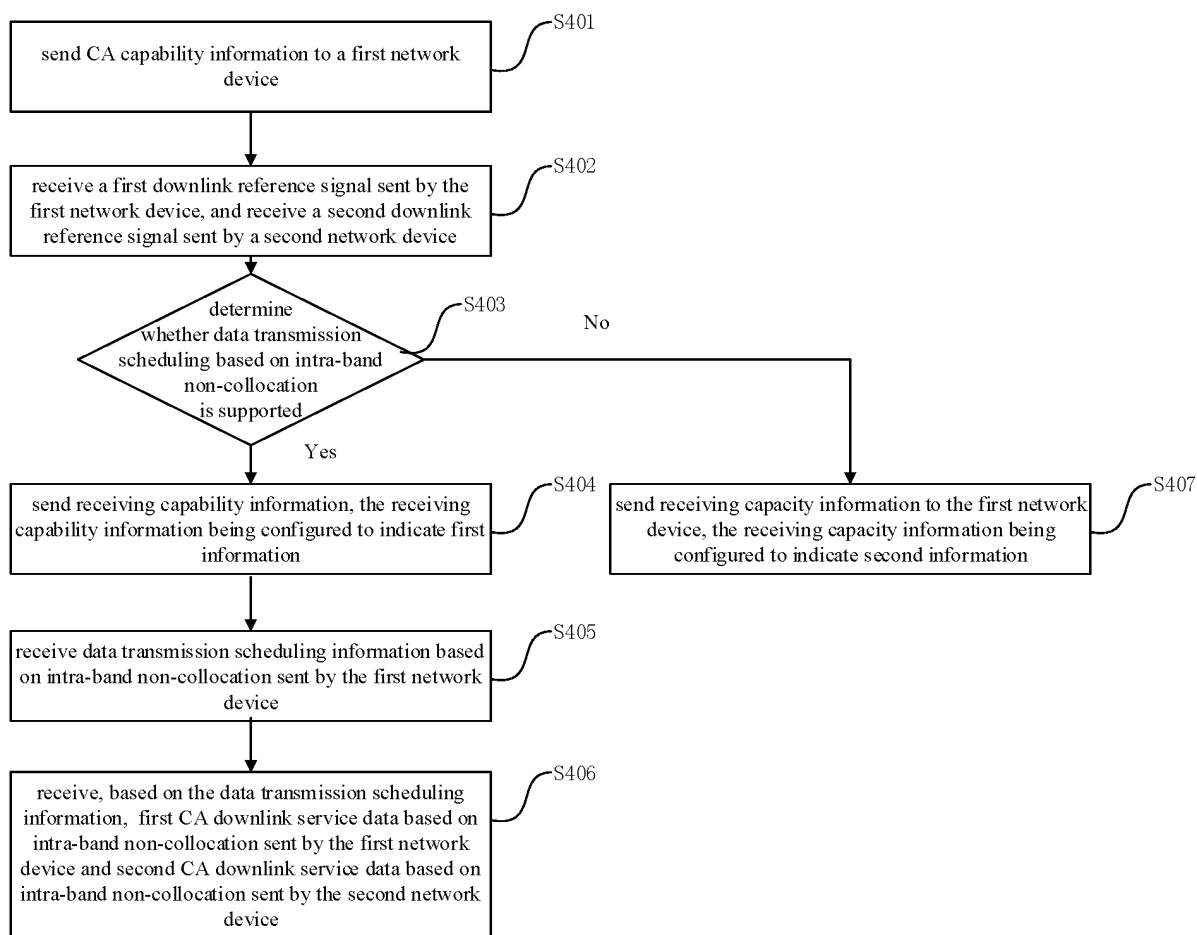 S401
send CA capability information to a first network
device
S402
receive a first downlink reference signal sent by the
first network device, and receive a second downlink
reference signal sent by a second network device
S403
determine
whether data transmission
scheduling based on intra-band
non-collocation
is supported
No
Yes
S404
send receiving capability information, the receiving
capability information being configured to indicate first
information
S407
send receiving capacity information to the first network
device, the receiving capacity information being
configured to indicate second information
S405
receive data transmission scheduling information based
on intra-band non-collocation sent by the first network
device
S406
receive, based on the data transmission scheduling
information, first CA downlink service data based on
intra-band non-collocation sent by the first network
device and second CA downlink service data based on
intra-band non-collocation sent by the second network
device